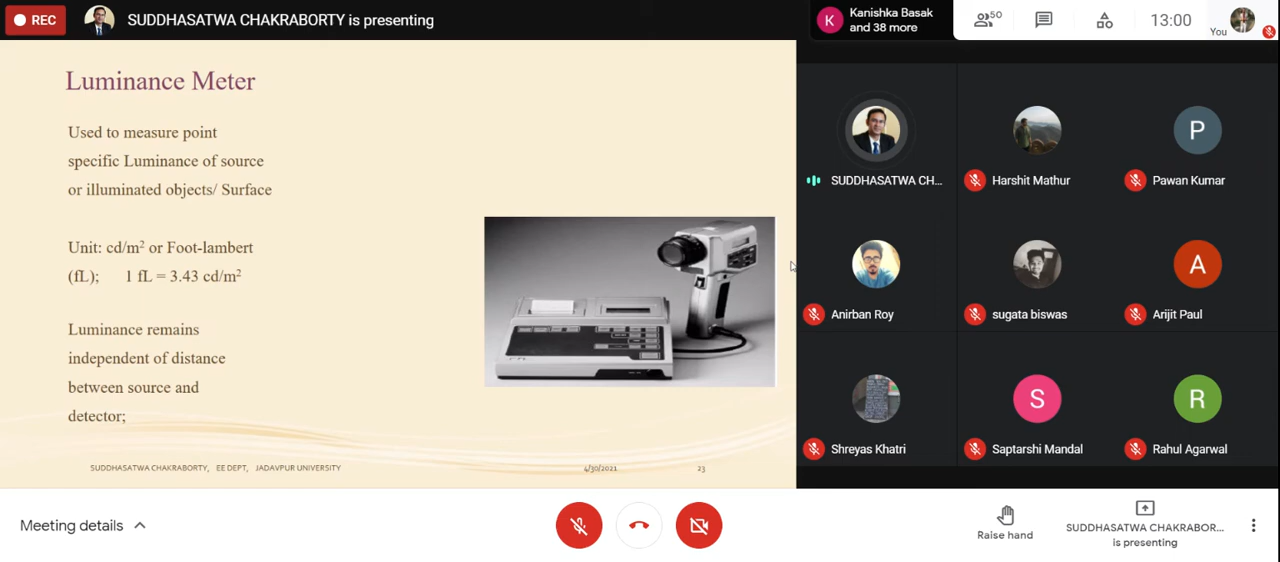 REC
SUDDHASATWA CHAKRABORTY is presenting
K
Kanishka Basak
and 38 more
50
13:00
You
Luminance Meter
Used to measure point
specific Luminance of source
or illuminated objects/ Surface
Unit: cd/m² or Foot-lambert
(fL); 1 fL = 3.43 cd/m²
Luminance remains
independent of distance
between source and
detector;
SUDDHASATWA CHAKRABORTY, EE DEPT, JADAVPUR UNIVERSITY
4/30/2021
23
SUDDHASATWA CH...
Harshit Mathur
P
Pawan Kumar
Anirban Roy
sugata biswas
A
Arijit Paul
Shreyas Khatri
S
Saptarshi Mandal
R
Rahul Agarwal
Meeting details
Raise hand
SUDDHASATWA CHAKRABOR...
is presenting